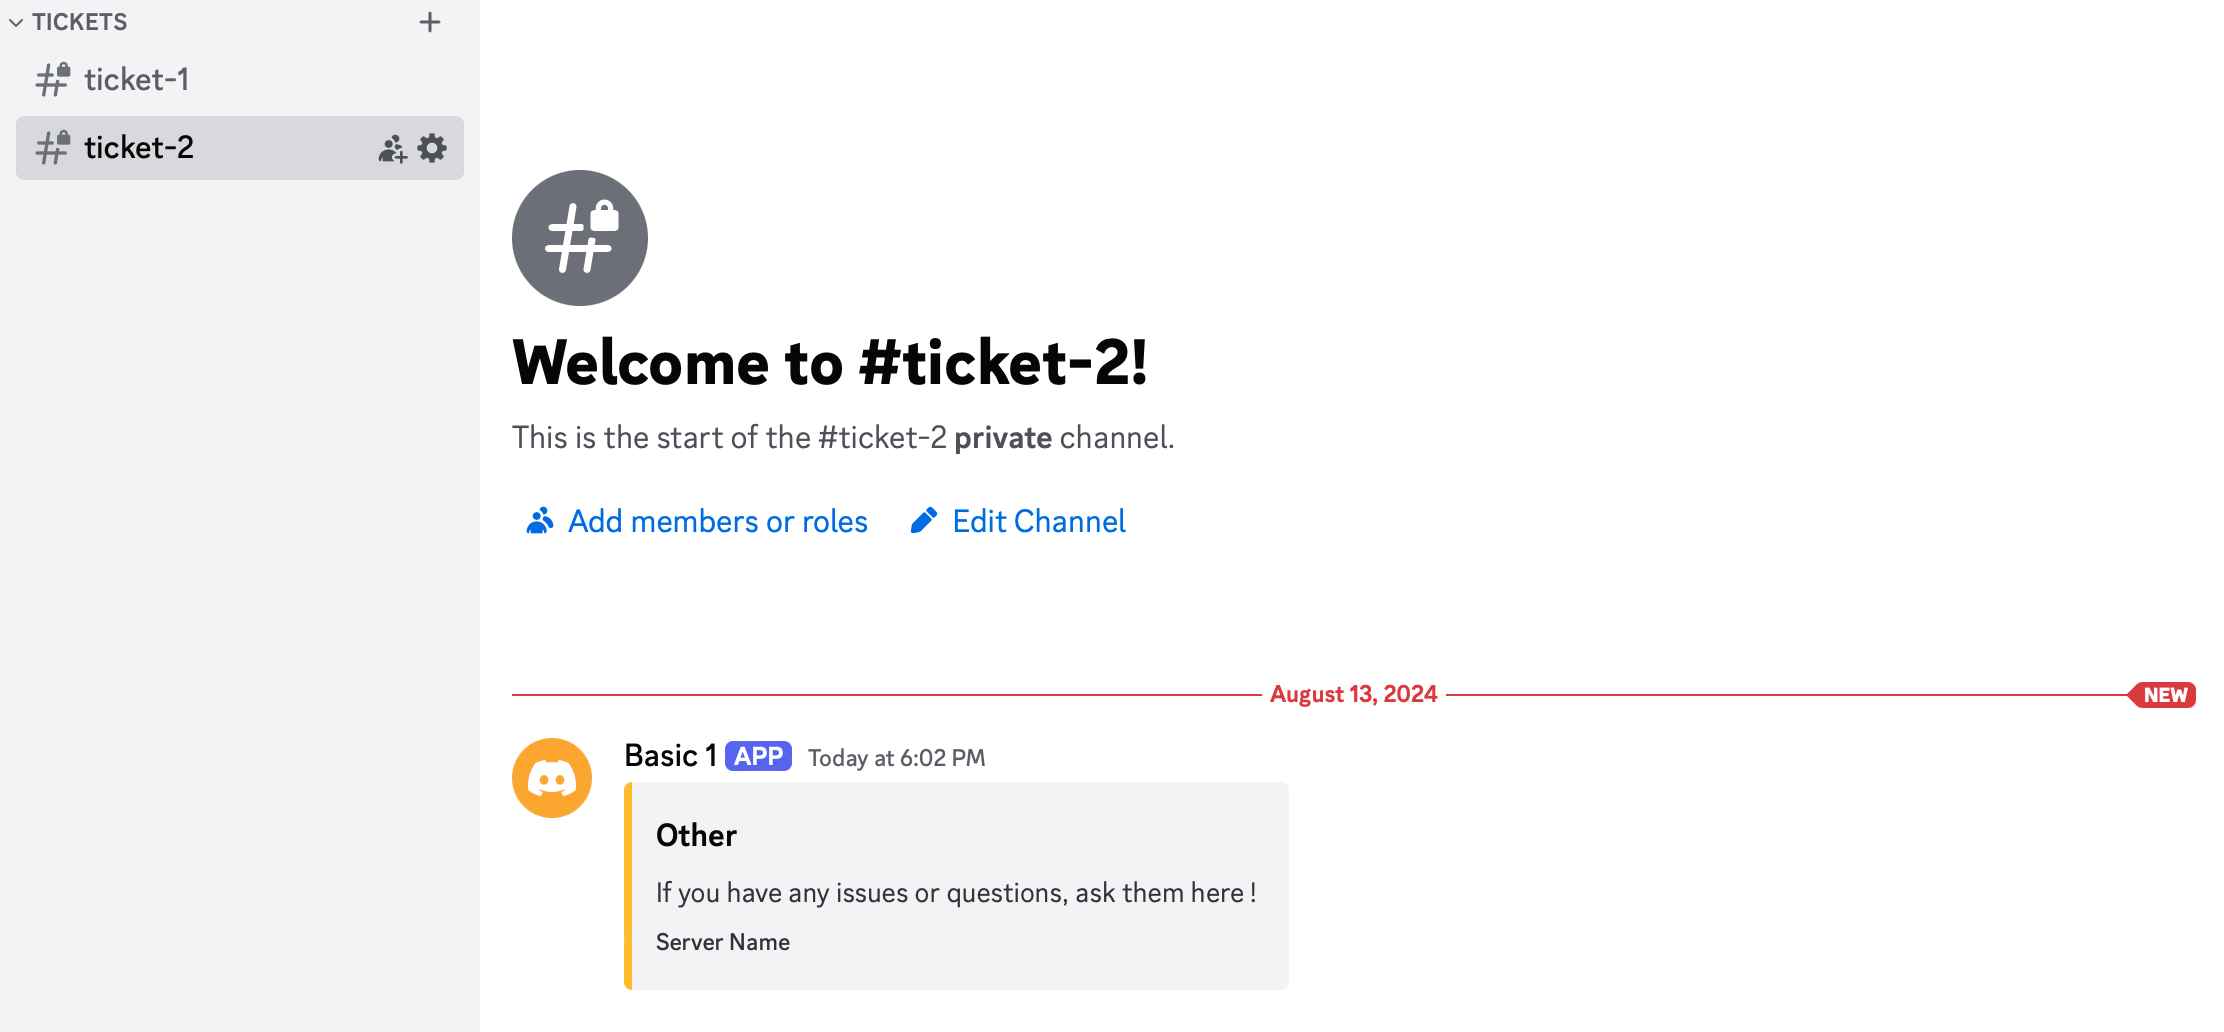 TICKETS
ticket-1
ticket-2
Welcome to #ticket-2!
This is the start of the #ticket-2 private channel.
Add members or roles Edit Channel
August 13, 2024 NEW
Basic 1 APP Today at 6:02 PM
Other
If you have any issues or questions, ask them here !
Server Name